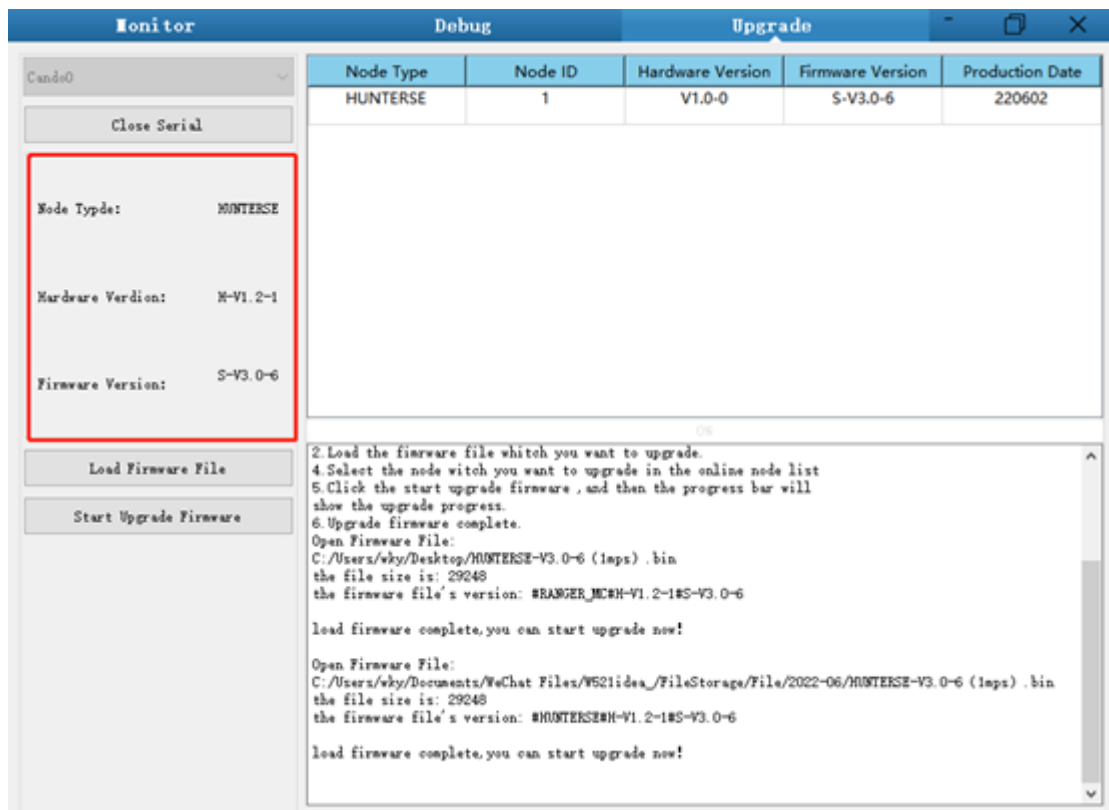 Monitor Debug Upgrade
Cando0
Close Serial
Node Typde: HUNTERSE
Hardware Verdion: H-V1.2-1
Firmware Version: S-V3.0-6
Load Firmware File
Start Upgrade Firmware
Node Type Node ID Hardware Version Firmware Version Production Date
HUNTERSE 1 V1.0-0 S-V3.0-6 220602
0%
2.Load the fimrware file whitch you want to upgrade.
4.Select the node witch you want to upgrade in the online node list
5.Click the start upgrade firmware ,and then the progress bar will
show the upgrade progress.
6.Upgrade firmware complete.
Open Firmware File:
C:/Users/wky/Desktop/HUNTERSE-V3.0-6 (1mps) .bin
the file size is: 29248
the firmware file's version: #RANGER_MC#H-V1.2-1#S-V3.0-6
load firmware complete,you can start upgrade now!
Open Firmware File:
C:/Users/wky/Documents/WeChat Files/W521idea_/FileStorage/File/2022-06/HUNTERSE-V3.0-6 (1mps) .bin
the file size is: 29248
the firmware file's version: #HUNTERSE#H-V1.2-1#S-V3.0-6
load firmware complete,you can start upgrade now!